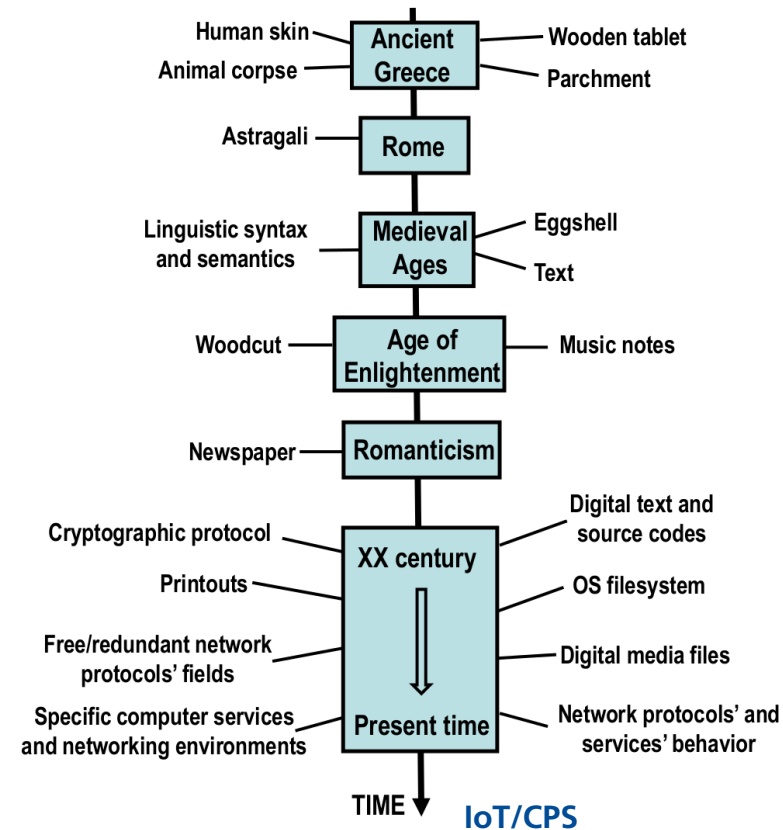 Human skin
Animal corpse
Ancient
Greece
Wooden tablet
Parchment
Astragali
Rome
Linguistic syntax
and semantics
Medieval
Ages
Eggshell
Text
Woodcut
Age of
Enlightenment
Music notes
Newspaper
Romanticism
Cryptographic protocol
Printouts
Free/redundant network
protocols' fields
Specific computer services
and networking environments
XX century
Present time
Digital text and
source codes
OS filesystem
Digital media files
Network protocols' and
services' behavior
TIME
IoT/CPS